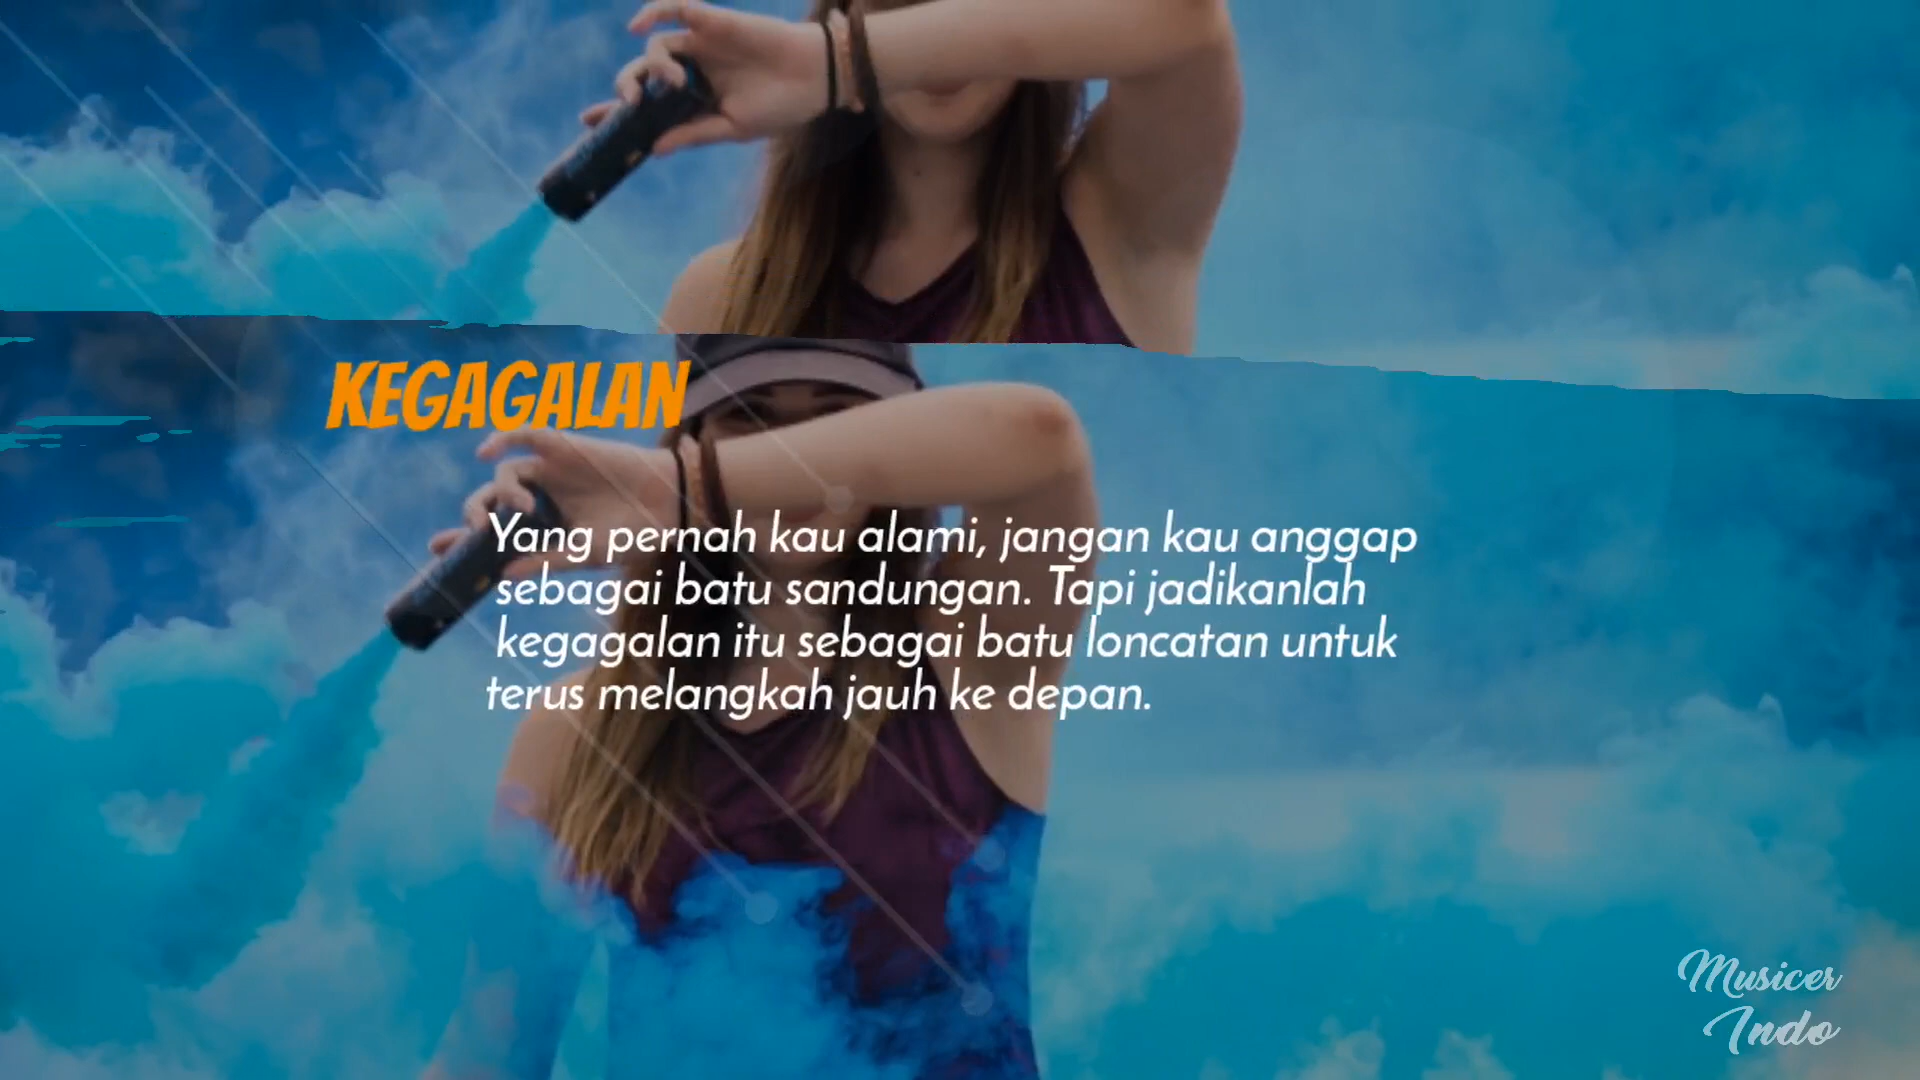 KEGAGALAN
Yang pernah kau alami, jangan kau anggap
sebagai batu sandungan. Tapi jadikanlah
kegagalan itu sebagai batu loncatan untuk
terus melangkah jauh ke depan.
Musicer
Indo